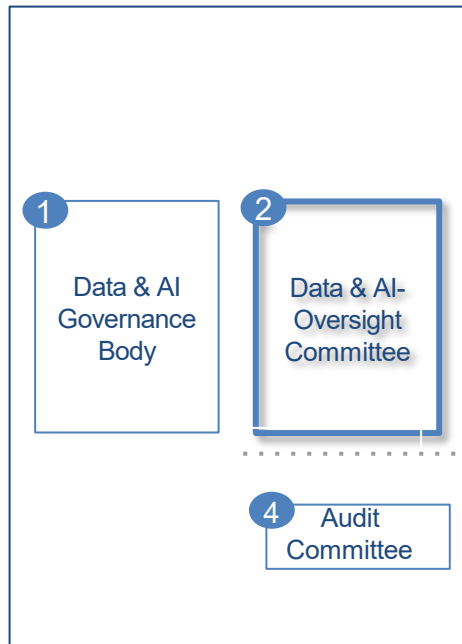 1
Data & AI
Governance
Body
2
Data & AI-
Oversight
Committee
4
Audit
Committee